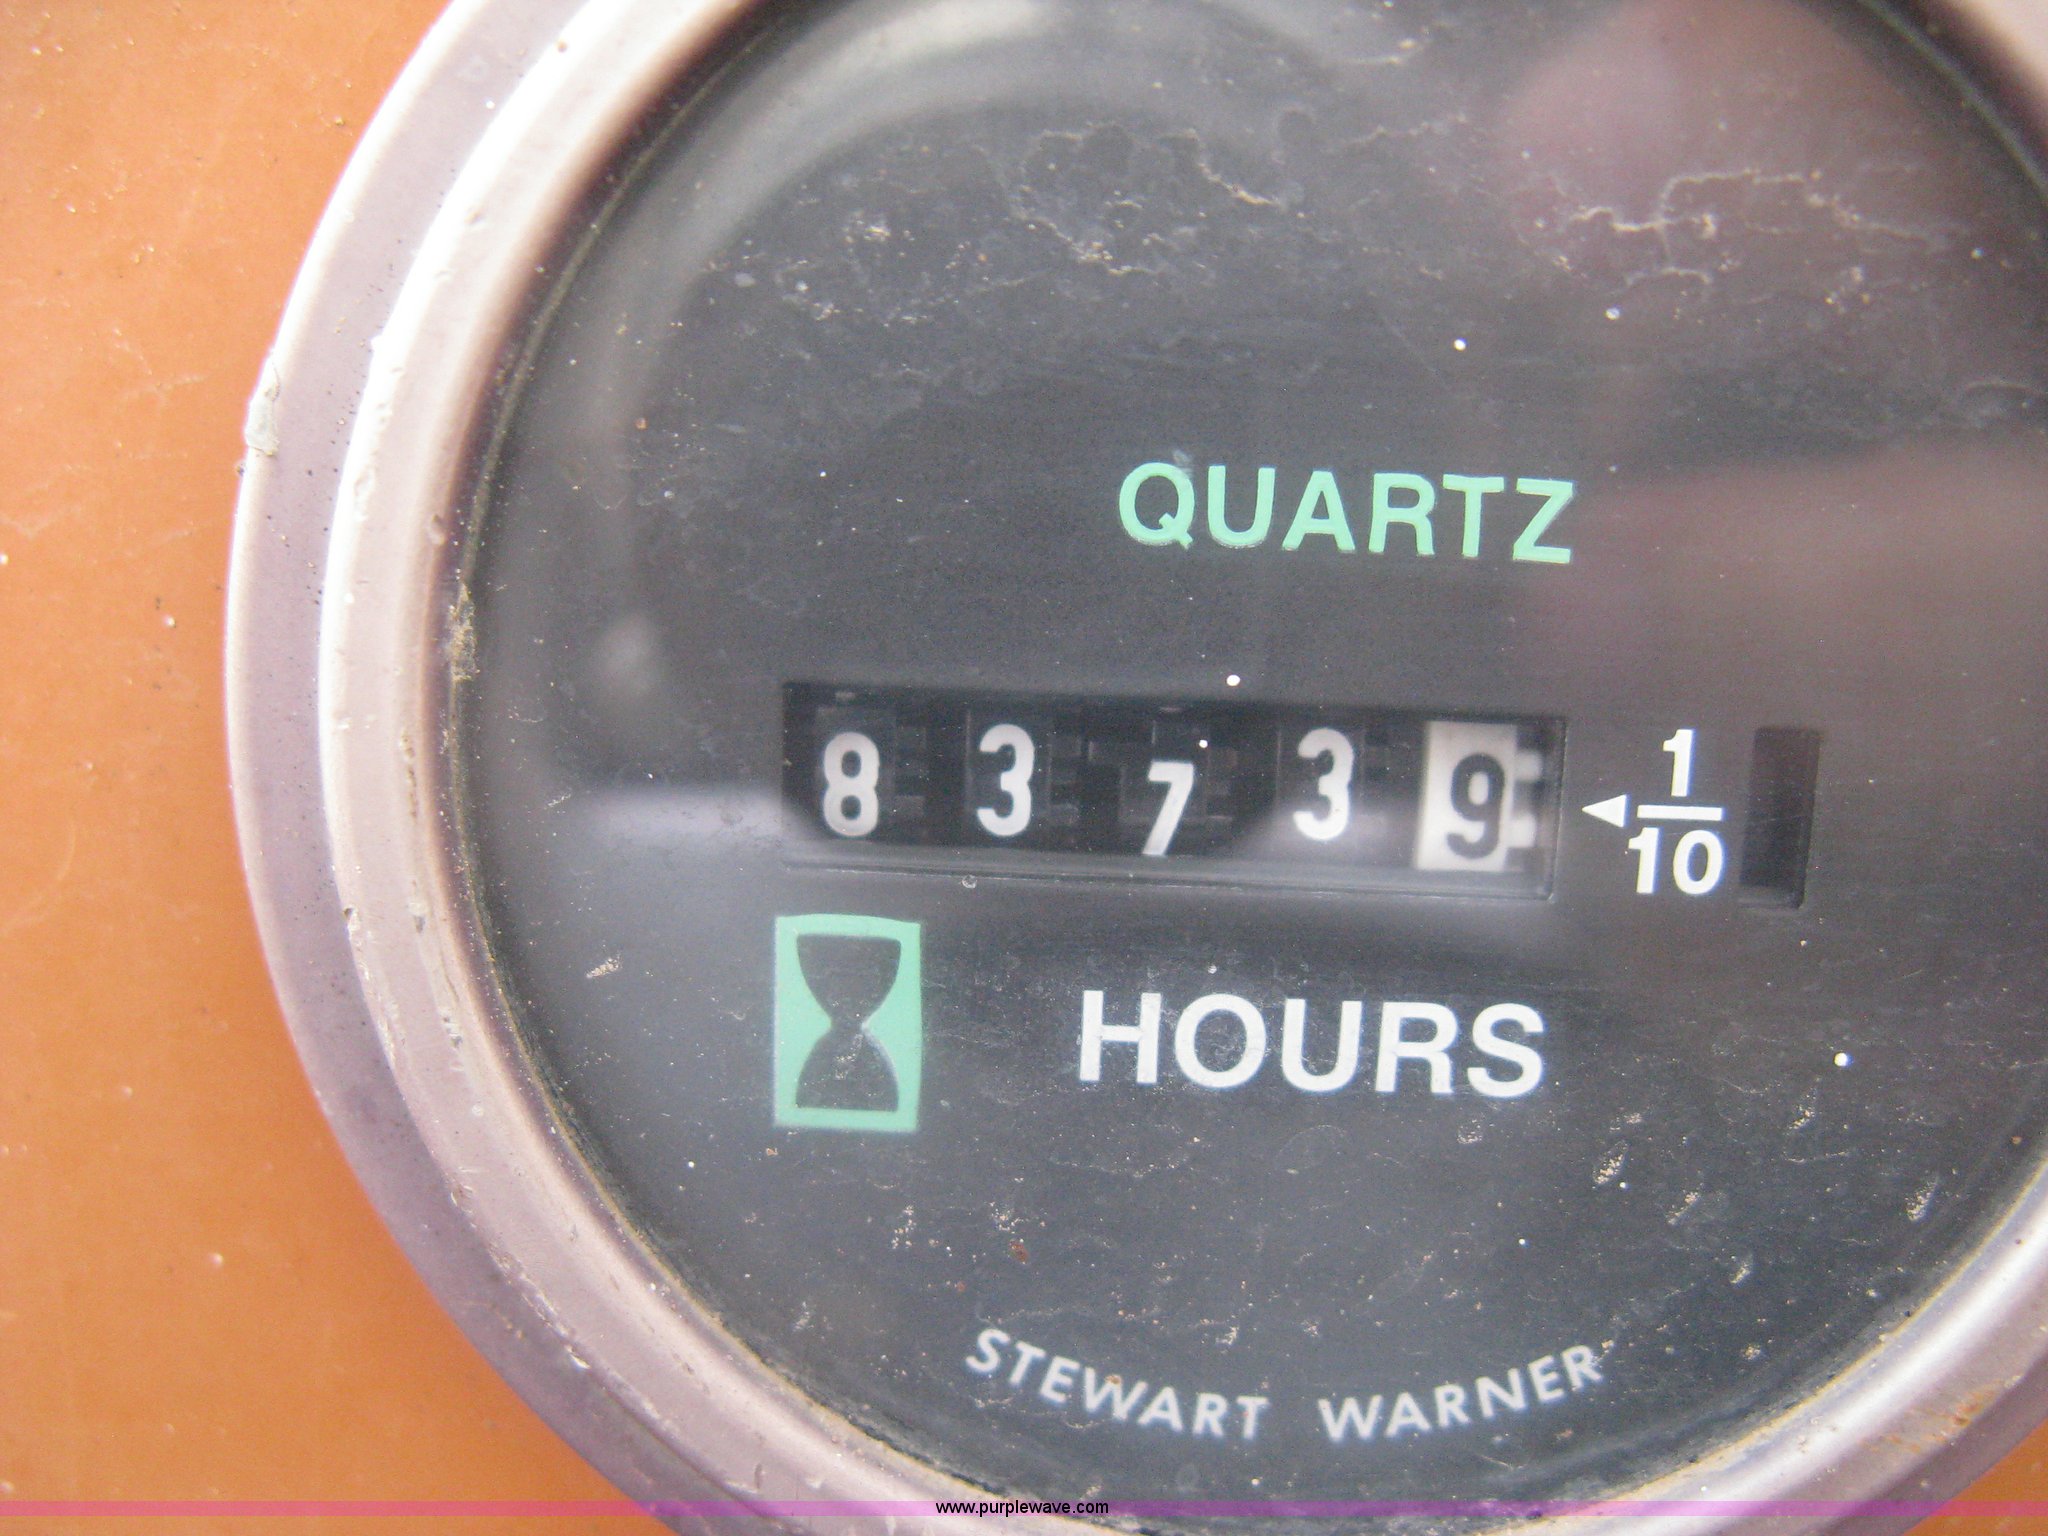 QUARTZ
83739
1/10
HOURS
STEWART WARNER
www.purplewave.com